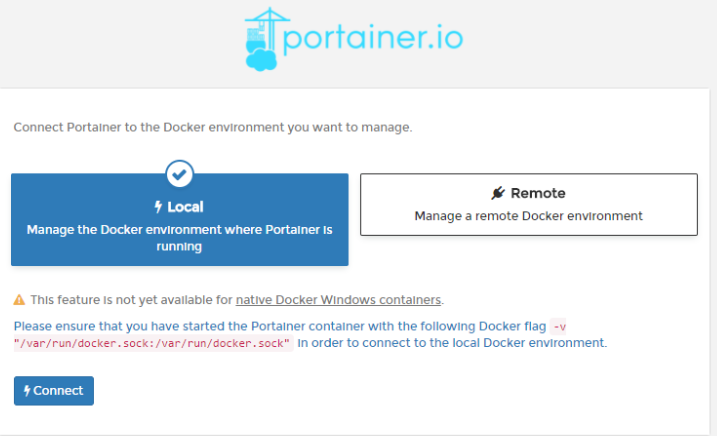 portainer.io
Connect Portainer to the Docker environment you want to manage.
Local
Manage the Docker environment where Portainer is
running
Remote
Manage a remote Docker environment
This feature is not yet available for native Docker Windows containers.
Please ensure that you have started the Portainer container with the following Docker flag -v
"/var/run/docker.sock:/var/run/docker.sock" in order to connect to the local Docker environment.
Connect